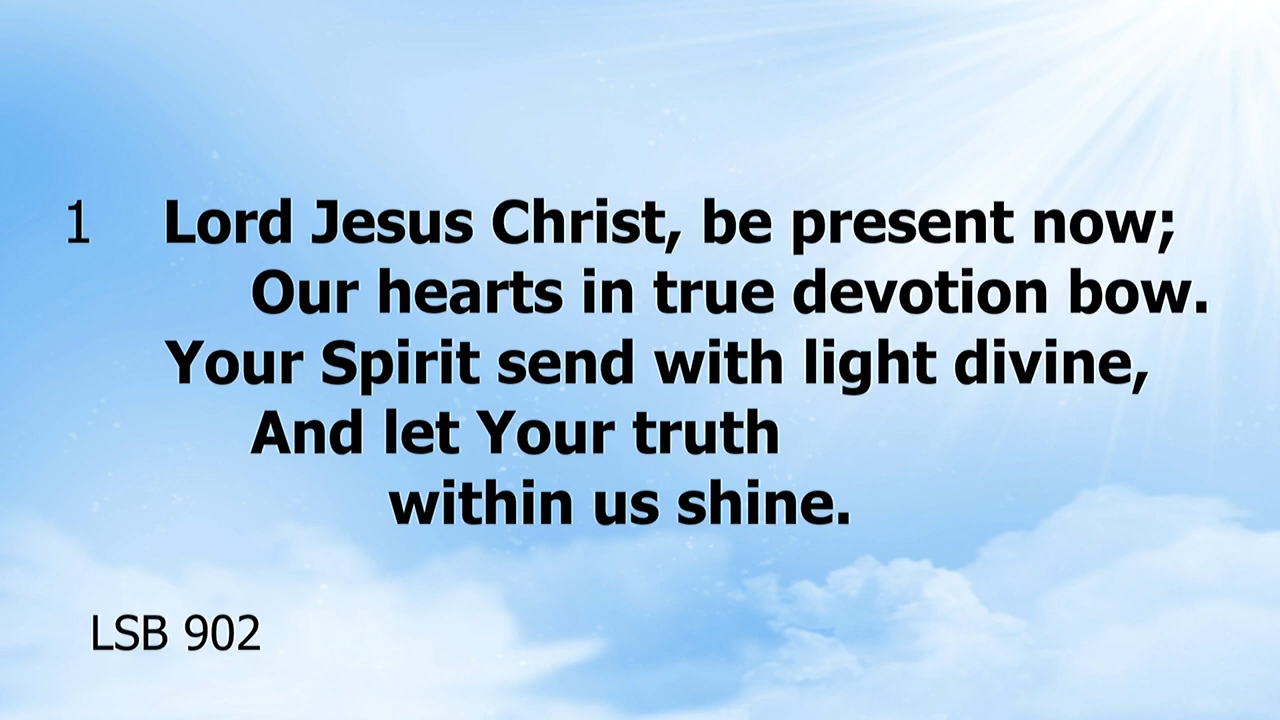 1 Lord Jesus Christ, be present now;
Our hearts in true devotion bow.
Your Spirit send with light divine,
And let Your truth
within us shine.
LSB 902